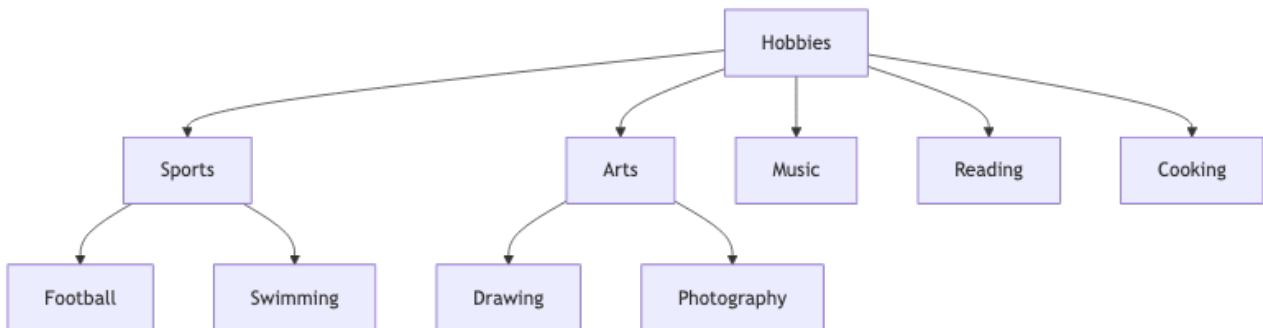 Hobbies
Sports
Arts
Music
Reading
Cooking
Football
Swimming
Drawing
Photography